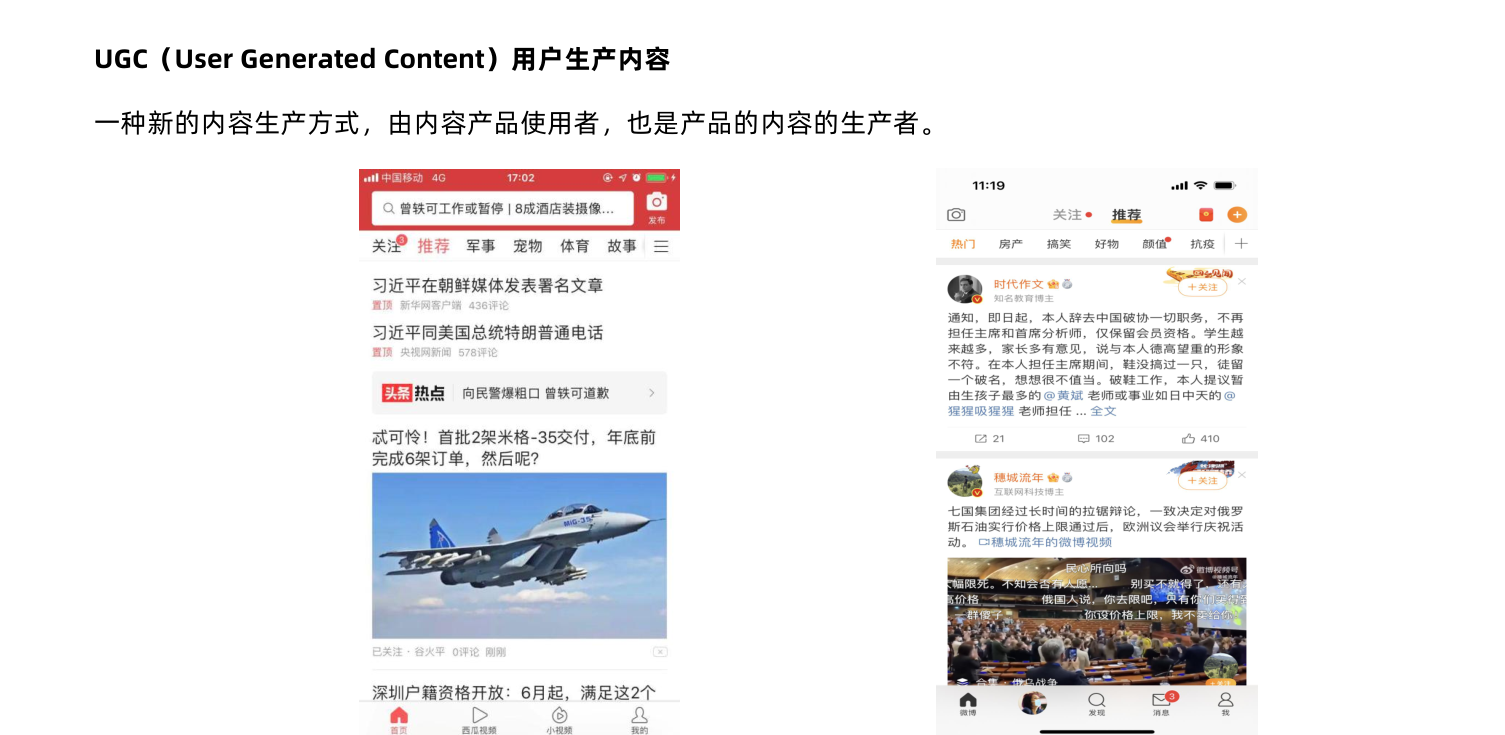 UGC（User Generated Content）用户生产内容
一种新的内容生产方式，由内容产品使用者，也是产品的内容的生产者。
中国移动 4G 17:02
曾轶可工作或暂停 | 8成酒店装摄像...
发布
关注 3 推荐 军事 宠物 体育 故事
习近平在朝鲜媒体发表署名文章
置顶 新华网客户端 436评论
习近平同美国总统特朗普通电话
置顶 央视网新闻 578评论
头条热点 向民警爆粗口 曾轶可道歉
忒可怜！首批2架米格-35交付，年底前
完成6架订单，然后呢?
MiG-35
已关注 · 谷火平 0评论 刚刚
深圳户籍资格开放：6月起，满足这2个
首页 西瓜视频 小视频 我的
11:19
关注 推荐
热门 房产 搞笑 好物 颜值 抗疫
时代作文
知名教育博主
＋关注
通知，即日起，本人辞去中国破协一切职务，不再
担任主席和首席分析师，仅保留会员资格。学生越
来越多，家长多有意见，说与本人德高望重的形象
不符。在本人担任主席期间，鞋没搞过一只，徒留
一个破名，想想很不值当。破鞋工作，本人提议暂
由生孩子最多的@黄斌 老师或事业如日中天的@
猩猩吸猩猩 老师担任 ... 全文
21 102 410
穗城流年
互联网科技博主
＋关注
七国集团经过长时间的拉锯辩论，一致决定对俄罗
斯石油实行价格上限通过后，欧洲议会举行庆祝活
动。 穗城流年的微博视频
民心所向吗
微博视频号
幅限死。不知会否有人愿... 别买不就得了，还有
高价格 俄国人说，你去限吧，只有你们买得
一群傻子 你设价格上限，我不卖给你
合集 · 俄乌战争
微博 发现 消息 3 我